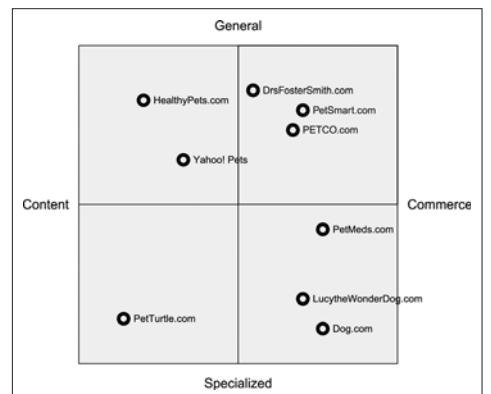 General
DrsFosterSmith.com
HealthyPets.com
PetSmart.com
PETCO.com
Yahoo! Pets
Content
Commerce
PetMeds.com
LucytheWonderDog.com
PetTurtle.com
Dog.com
Specialized